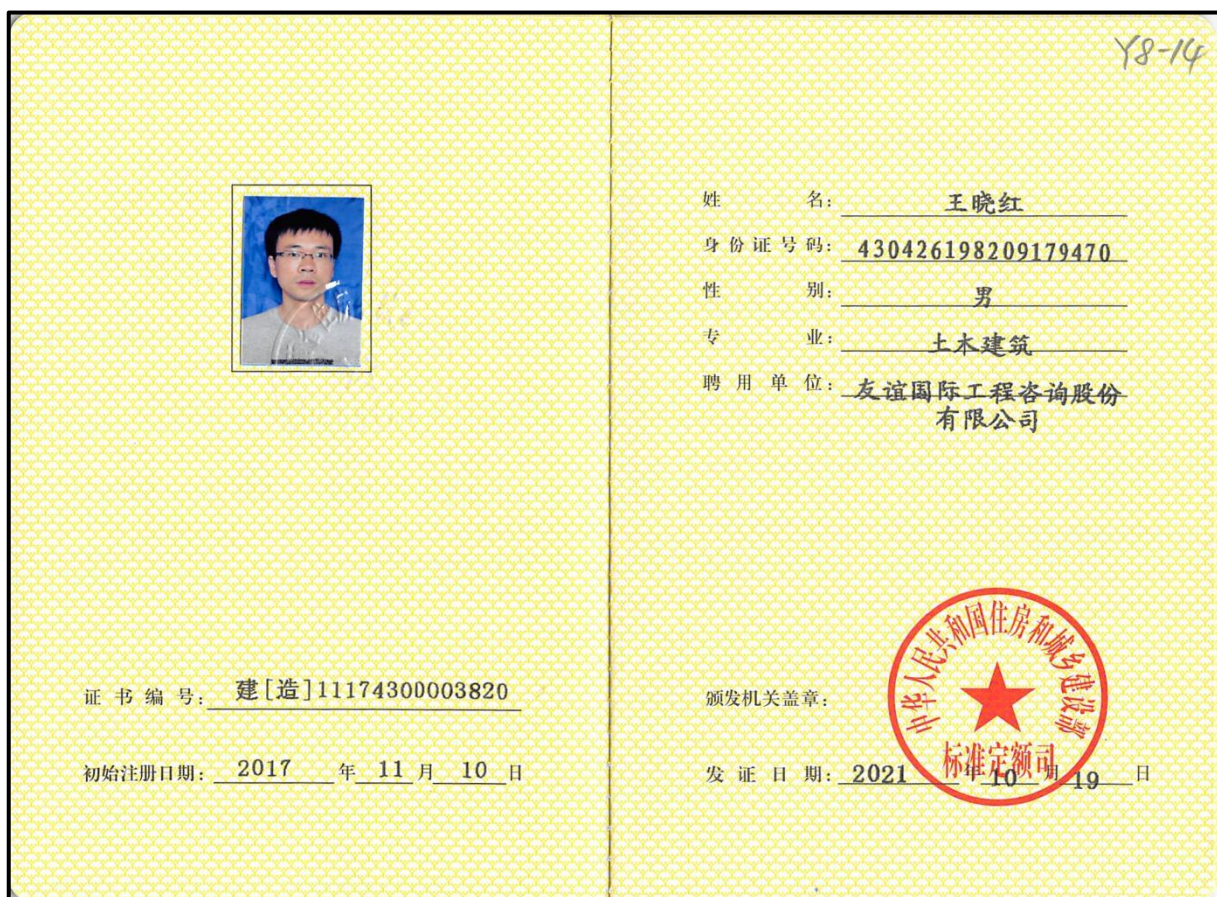 Y8-14
姓 名: 王晓红
身份证号码: 430426198209179470
性 别: 男
专 业: 土木建筑
聘用单位: 友谊国际工程咨询股份
有限公司
证书编号: 建[造]11174300003820
初始注册日期: 2017 年 11 月 10 日
颁发机关盖章:
中华人民共和国住房和城乡建设部
标准定额司
发证日期: 2021 年 10 月 19 日